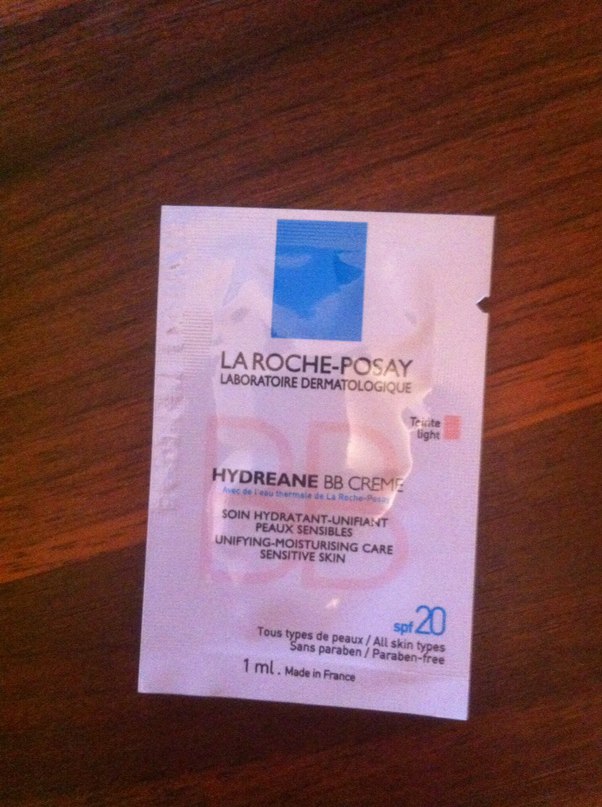 LA ROCHE-POSAY
LABORATOIRE DERMATOLOGIQUE
Teinte
light
BB
HYDREANE BB CREME
Avec de l'eau thermale de La Roche-Posay
SOIN HYDRATANT-UNIFIANT
PEAUX SENSIBLES
UNIFYING-MOISTURISING CARE
SENSITIVE SKIN
spf 20
Tous types de peaux / All skin types
Sans paraben / Paraben-free
1 ml . Made in France